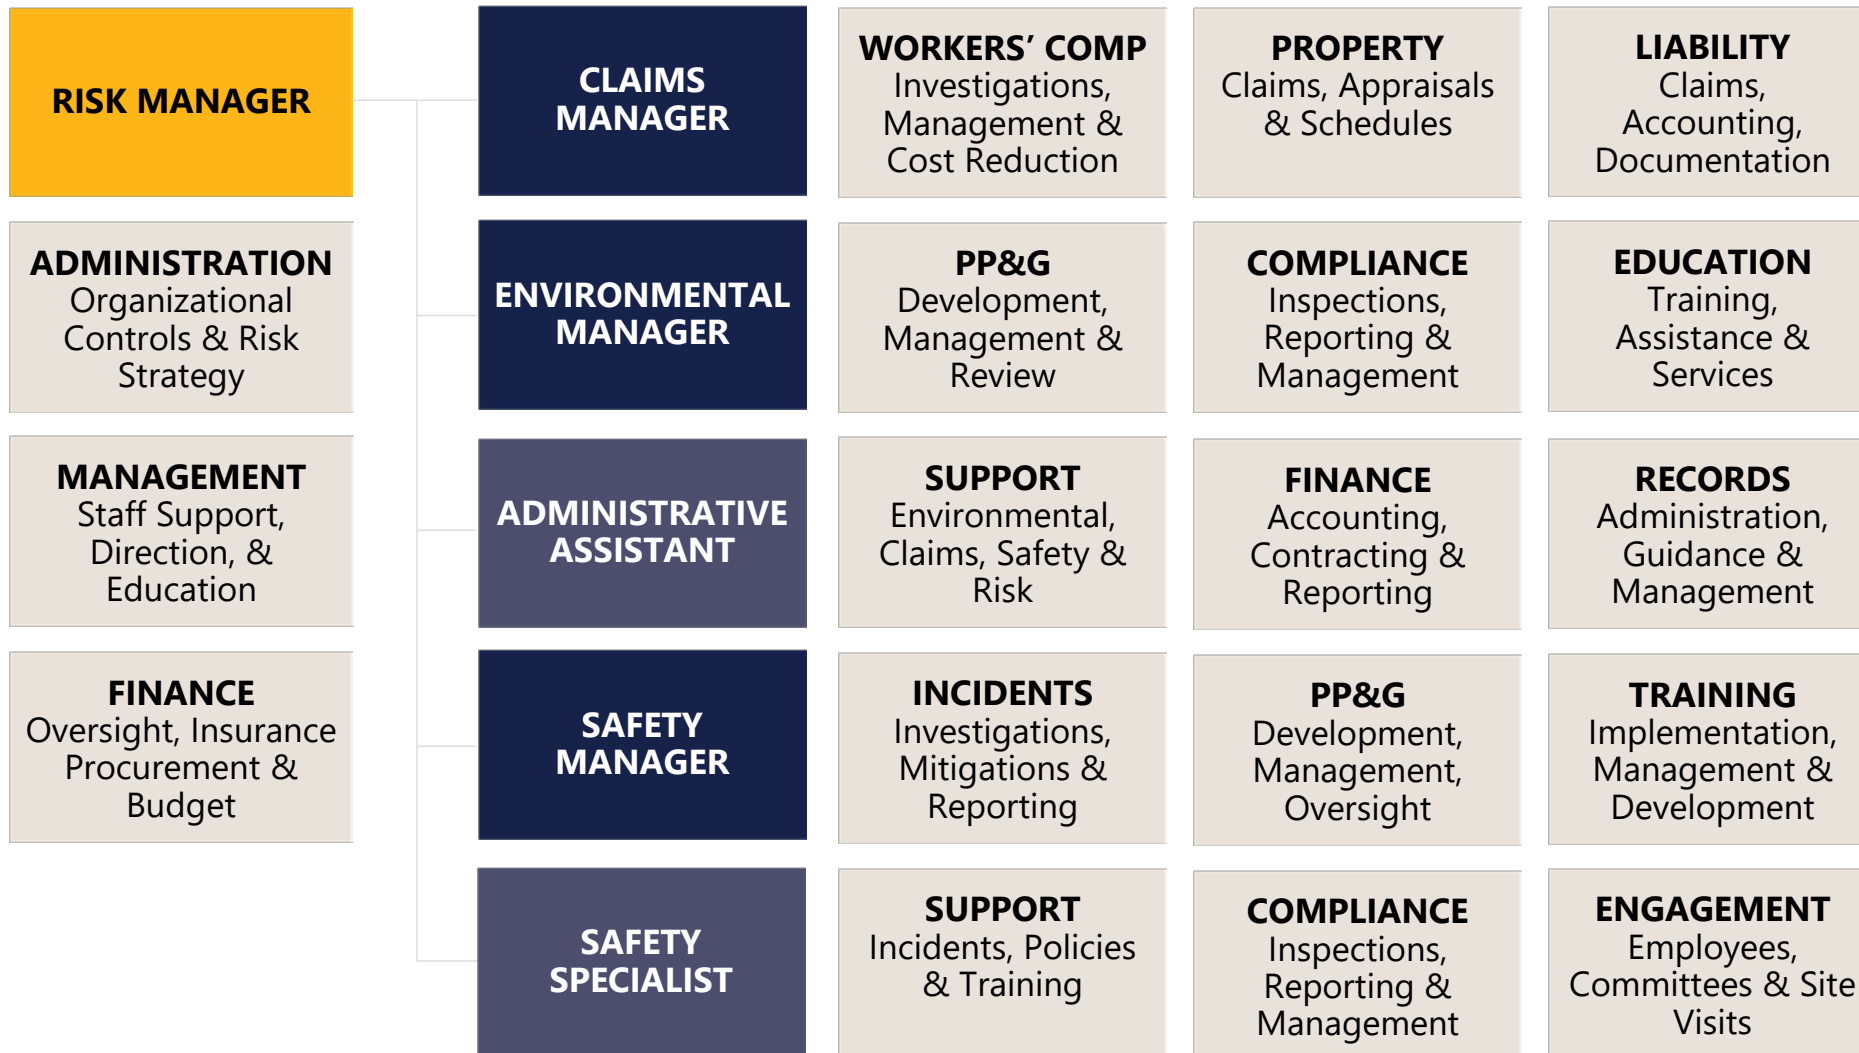 RISK MANAGER
ADMINISTRATION
Organizational
Controls & Risk
Strategy
MANAGEMENT
Staff Support,
Direction, &
Education
FINANCE
Oversight, Insurance
Procurement &
Budget
CLAIMS
MANAGER
WORKERS’ COMP
Investigations,
Management &
Cost Reduction
PROPERTY
Claims, Appraisals
& Schedules
LIABILITY
Claims,
Accounting,
Documentation
ENVIRONMENTAL
MANAGER
PP&G
Development,
Management &
Review
COMPLIANCE
Inspections,
Reporting &
Management
EDUCATION
Training,
Assistance &
Services
ADMINISTRATIVE
ASSISTANT
SUPPORT
Environmental,
Claims, Safety &
Risk
FINANCE
Accounting,
Contracting &
Reporting
RECORDS
Administration,
Guidance &
Management
SAFETY
MANAGER
INCIDENTS
Investigations,
Mitigations &
Reporting
PP&G
Development,
Management,
Oversight
TRAINING
Implementation,
Management &
Development
SAFETY
SPECIALIST
SUPPORT
Incidents, Policies
& Training
COMPLIANCE
Inspections,
Reporting &
Management
ENGAGEMENT
Employees,
Committees & Site
Visits